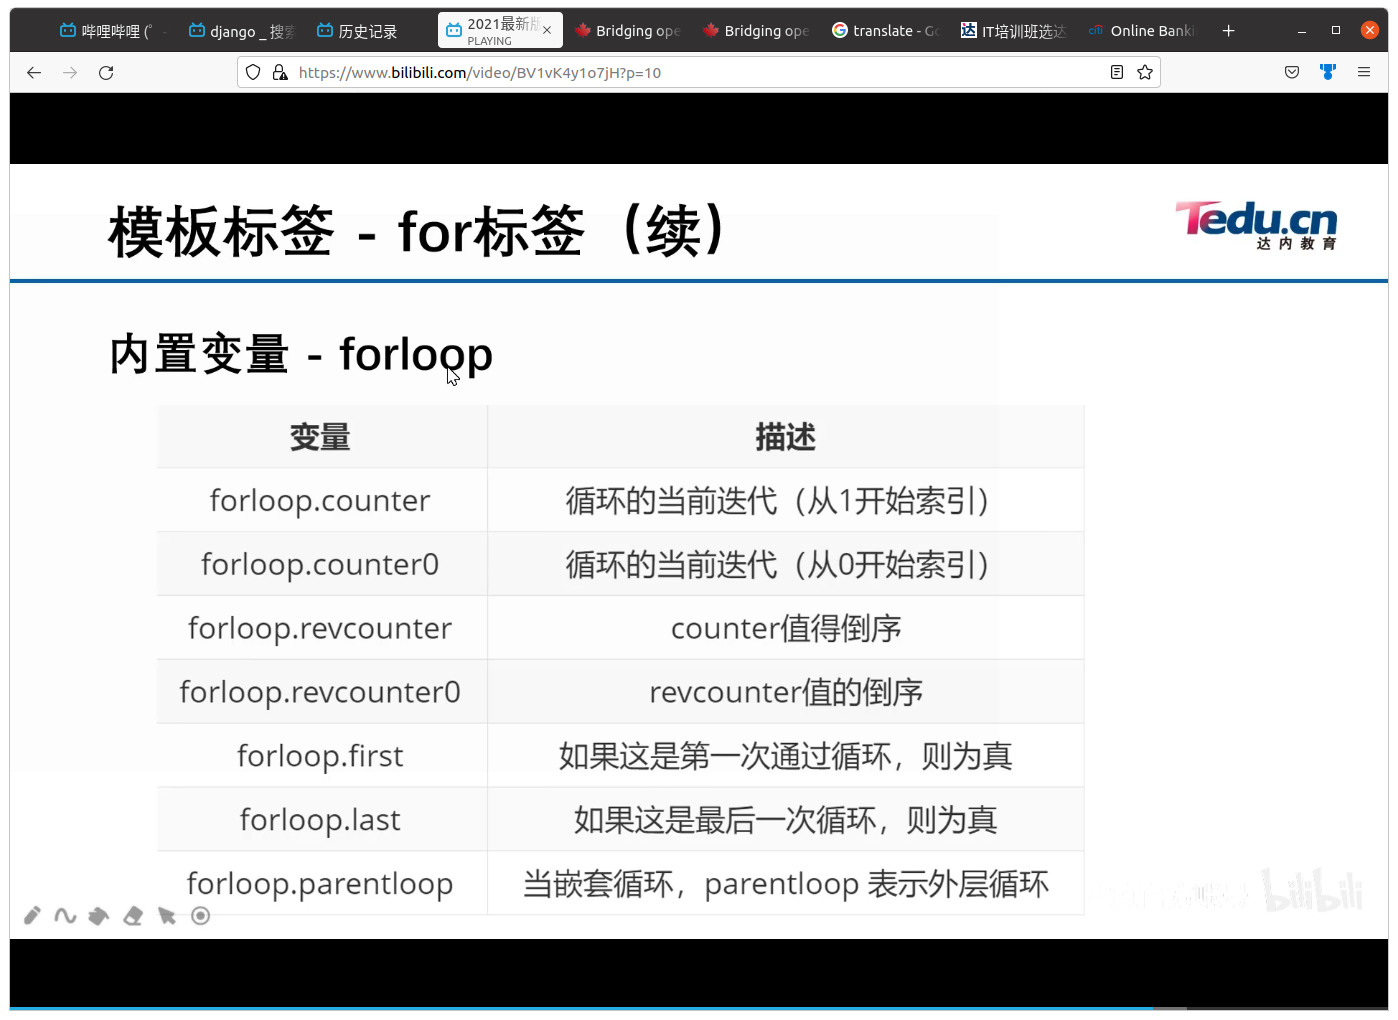 哔哩哔哩 (゜
django _ 搜索
历史记录
2021最新版
PLAYING
Bridging ope
Bridging ope
translate - Go
IT培训班选达
citi Online Banki
https://www.bilibili.com/video/BV1vK4y1o7jH?p=10
模板标签 - for标签（续）
Tedu.cn
达内教育
内置变量 - forloop
变量 描述
forloop.counter 循环的当前迭代（从1开始索引）
forloop.counter0 循环的当前迭代（从0开始索引）
forloop.revcounter counter值得倒序
forloop.revcounter0 revcounter值的倒序
forloop.first 如果这是第一次通过循环，则为真
forloop.last 如果这是最后一次循环，则为真
forloop.parentloop 当嵌套循环，parentloop 表示外层循环
bilibili